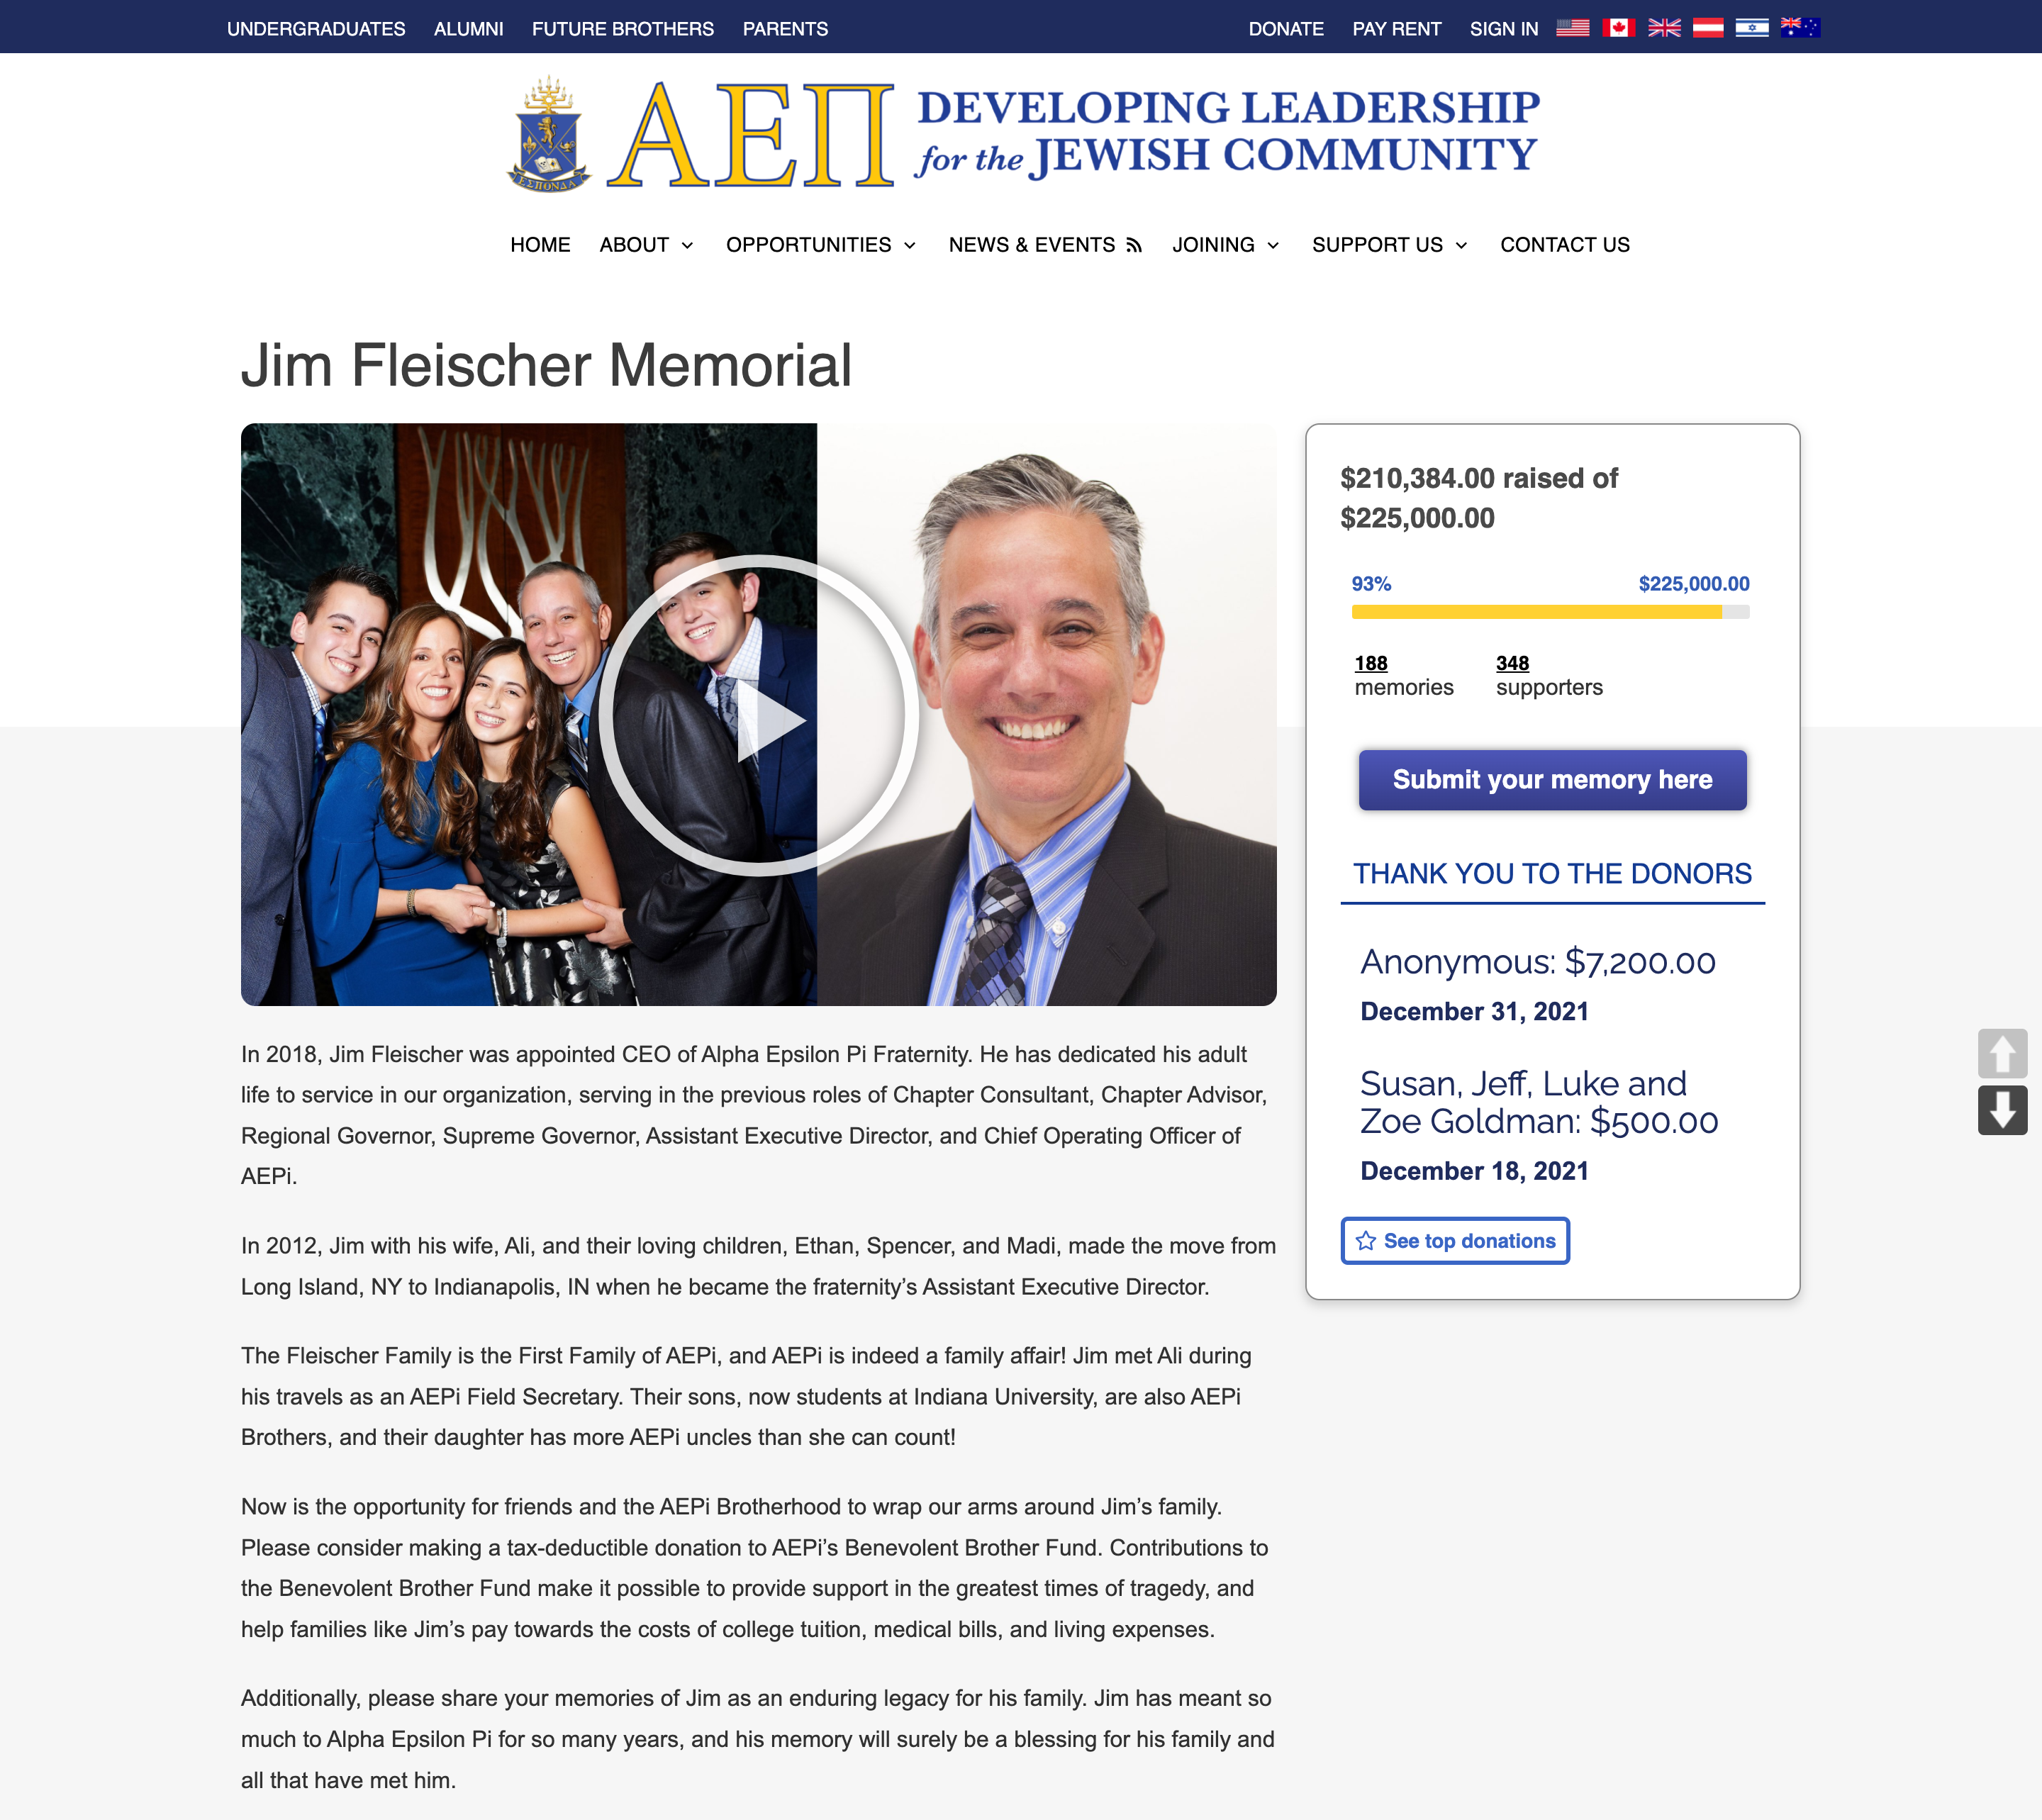 UNDERGRADUATES ALUMNI FUTURE BROTHERS PARENTS DONATE PAY RENT SIGN IN
ΕΣΠΟΝΔΑ
ΑΕΠ
DEVELOPING LEADERSHIP
for the JEWISH COMMUNITY
HOME ABOUT OPPORTUNITIES NEWS & EVENTS JOINING SUPPORT US CONTACT US
Jim Fleischer Memorial
In 2018, Jim Fleischer was appointed CEO of Alpha Epsilon Pi Fraternity. He has dedicated his adult
life to service in our organization, serving in the previous roles of Chapter Consultant, Chapter Advisor,
Regional Governor, Supreme Governor, Assistant Executive Director, and Chief Operating Officer of
AEPi.
In 2012, Jim with his wife, Ali, and their loving children, Ethan, Spencer, and Madi, made the move from
Long Island, NY to Indianapolis, IN when he became the fraternity’s Assistant Executive Director.
The Fleischer Family is the First Family of AEPi, and AEPi is indeed a family affair! Jim met Ali during
his travels as an AEPi Field Secretary. Their sons, now students at Indiana University, are also AEPi
Brothers, and their daughter has more AEPi uncles than she can count!
Now is the opportunity for friends and the AEPi Brotherhood to wrap our arms around Jim’s family.
Please consider making a tax-deductible donation to AEPi’s Benevolent Brother Fund. Contributions to
the Benevolent Brother Fund make it possible to provide support in the greatest times of tragedy, and
help families like Jim’s pay towards the costs of college tuition, medical bills, and living expenses.
Additionally, please share your memories of Jim as an enduring legacy for his family. Jim has meant so
much to Alpha Epsilon Pi for so many years, and his memory will surely be a blessing for his family and
all that have met him.
$210,384.00 raised of
$225,000.00
93% $225,000.00
188 348
memories supporters
Submit your memory here
THANK YOU TO THE DONORS
Anonymous: $7,200.00
December 31, 2021
Susan, Jeff, Luke and
Zoe Goldman: $500.00
December 18, 2021
See top donations